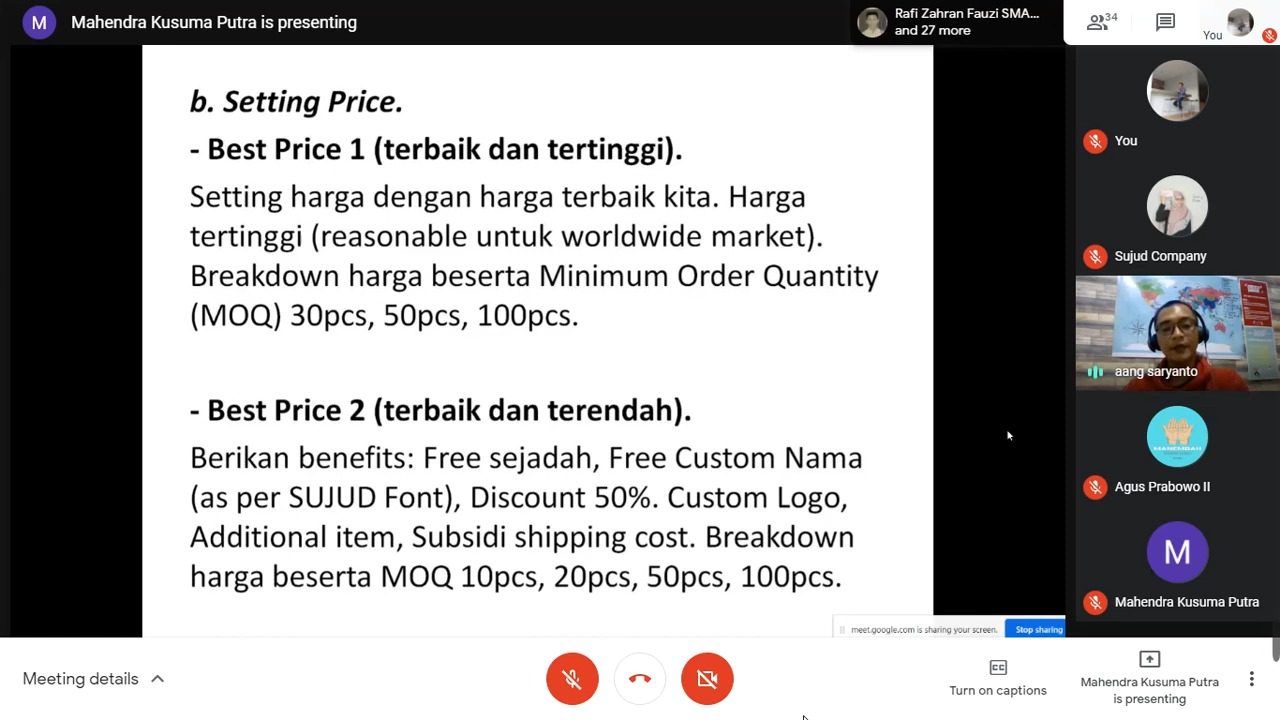 M
Mahendra Kusuma Putra is presenting
Rafi Zahran Fauzi SMA...
and 27 more
34
You
b. Setting Price.
- Best Price 1 (terbaik dan tertinggi).
Setting harga dengan harga terbaik kita. Harga
tertinggi (reasonable untuk worldwide market).
Breakdown harga beserta Minimum Order Quantity
(MOQ) 30pcs, 50pcs, 100pcs.
- Best Price 2 (terbaik dan terendah).
Berikan benefits: Free sejadah, Free Custom Nama
(as per SUJUD Font), Discount 50%. Custom Logo,
Additional item, Subsidi shipping cost. Breakdown
harga beserta MOQ 10pcs, 20pcs, 50pcs, 100pcs.
meet.google.com is sharing your screen.
Stop sharing
You
Sujud Company
aang saryanto
Agus Prabowo II
M
Mahendra Kusuma Putra
Meeting details
CC
Turn on captions
Mahendra Kusuma Putra
is presenting